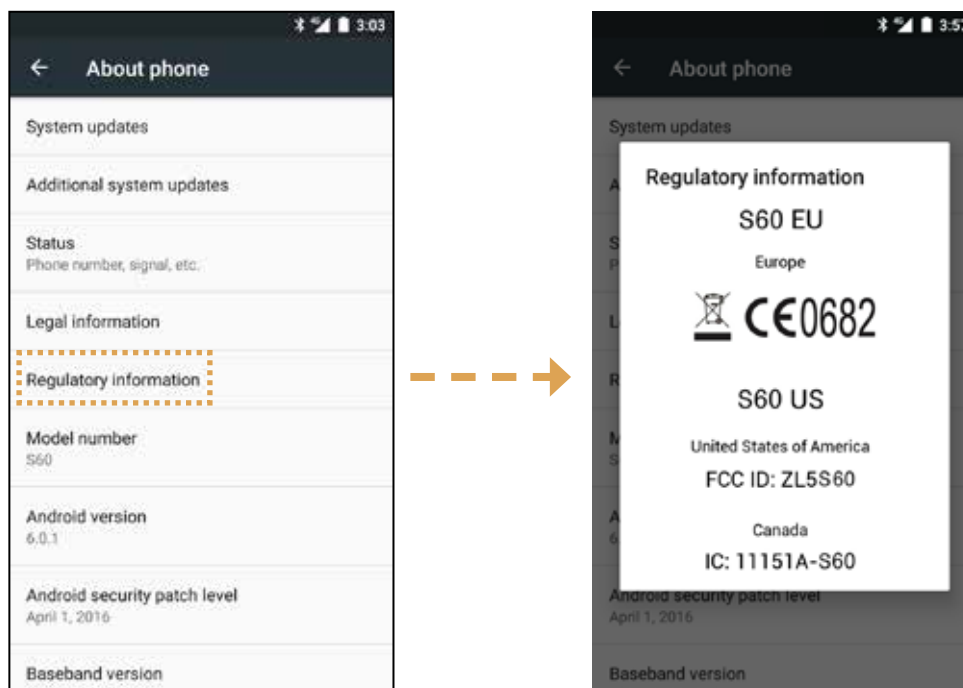 3:03
About phone
System updates
Additional system updates
Status
Phone number, signal, etc.
Legal information
Regulatory information
Model number
S60
Android version
6.0.1
Android security patch level
April 1, 2016
Baseband version
3:57
About phone
System updates
Regulatory information
S60 EU
Europe
CE0682
S60 US
United States of America
FCC ID: ZL5S60
Canada
IC: 11151A-S60
Android security patch level
April 1, 2016
Baseband version